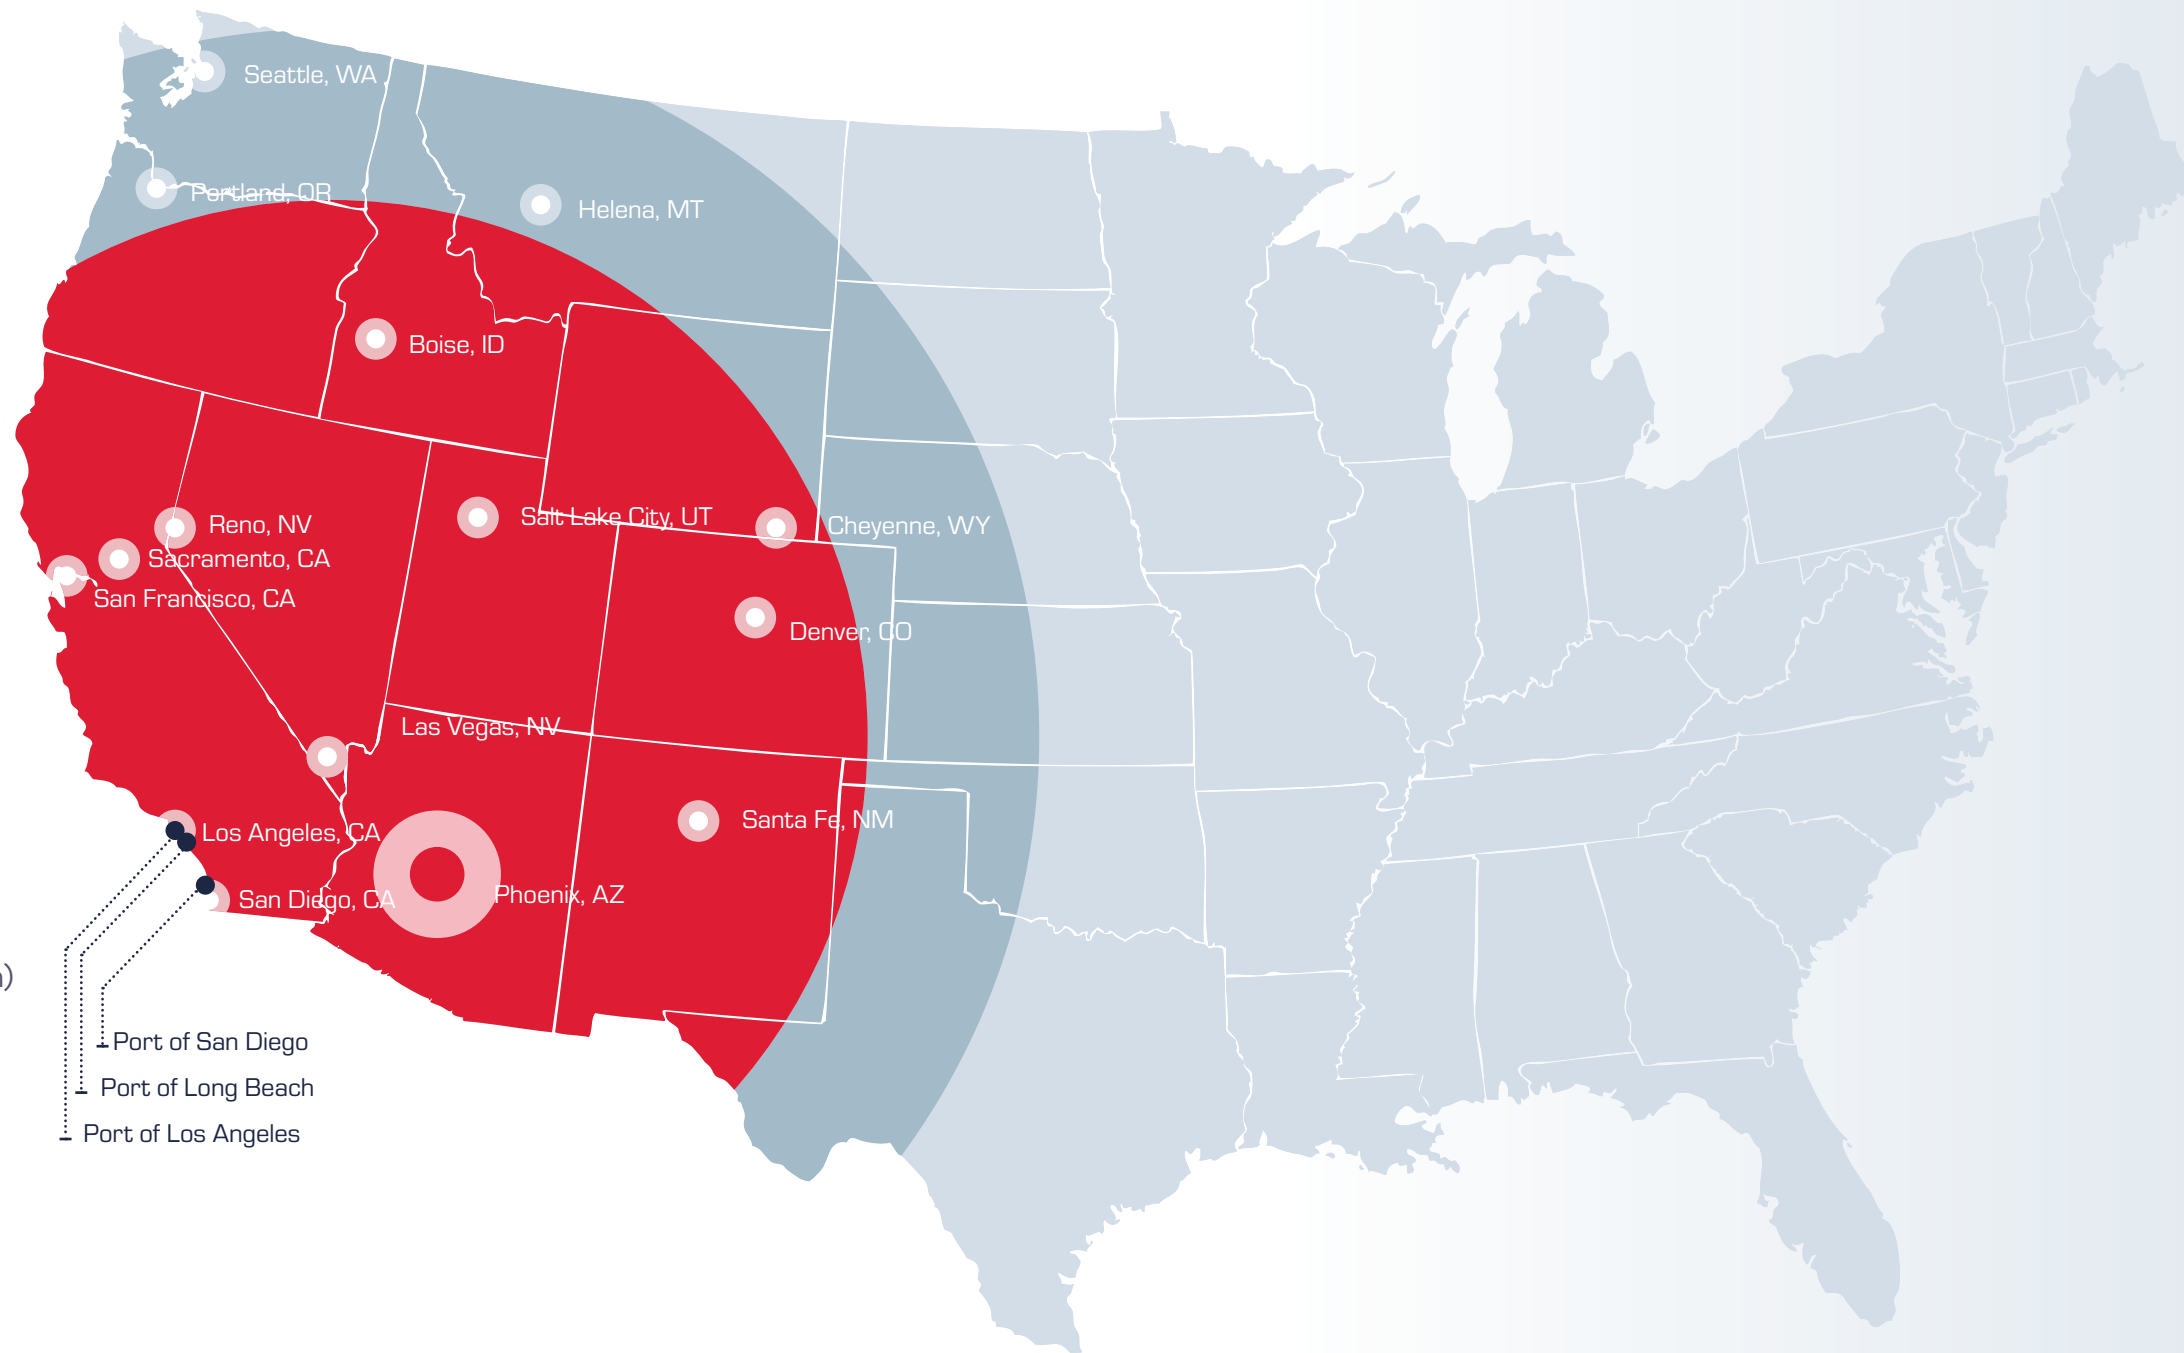 Seattle, WA
Portland, OR
Helena, MT
Boise, ID
Salt Lake City, UT
Reno, NV
Cheyenne, WY
Sacramento, CA
San Francisco, CA
Denver, CO
Las Vegas, NV
Santa Fe, NM
Los Angeles, CA
Phoenix, AZ
San Diego, CA
Port of San Diego
Port of Long Beach
Port of Los Angeles